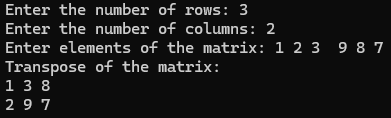 Enter the number of rows: 3
Enter the number of columns: 2
Enter elements of the matrix: 1 2 3  9 8 7
Transpose of the matrix:
1 3 8
2 9 7